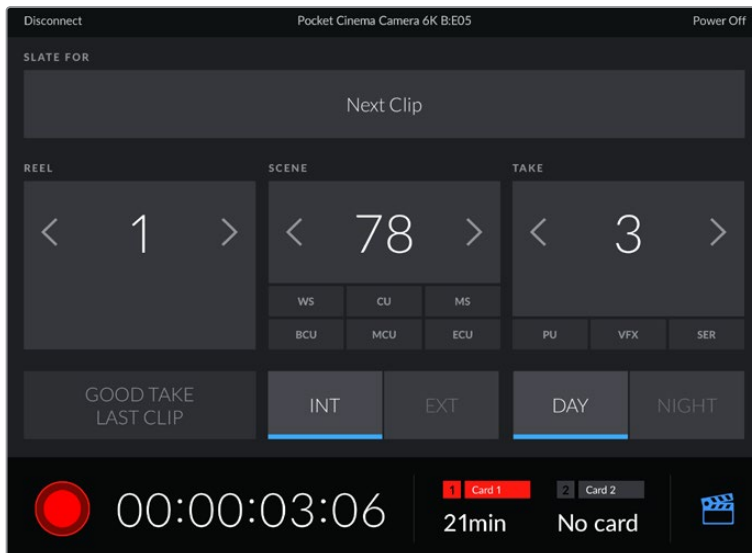 Disconnect Pocket Cinema Camera 6K B:E05 Power Off
SLATE FOR
Next Clip
REEL SCENE TAKE
1 78 3
WS CU MS
BCU MCU ECU PU VFX SER
GOOD TAKE
LAST CLIP
INT EXT DAY NIGHT
00:00:03:06
1 Card 1 2 Card 2
21min No card